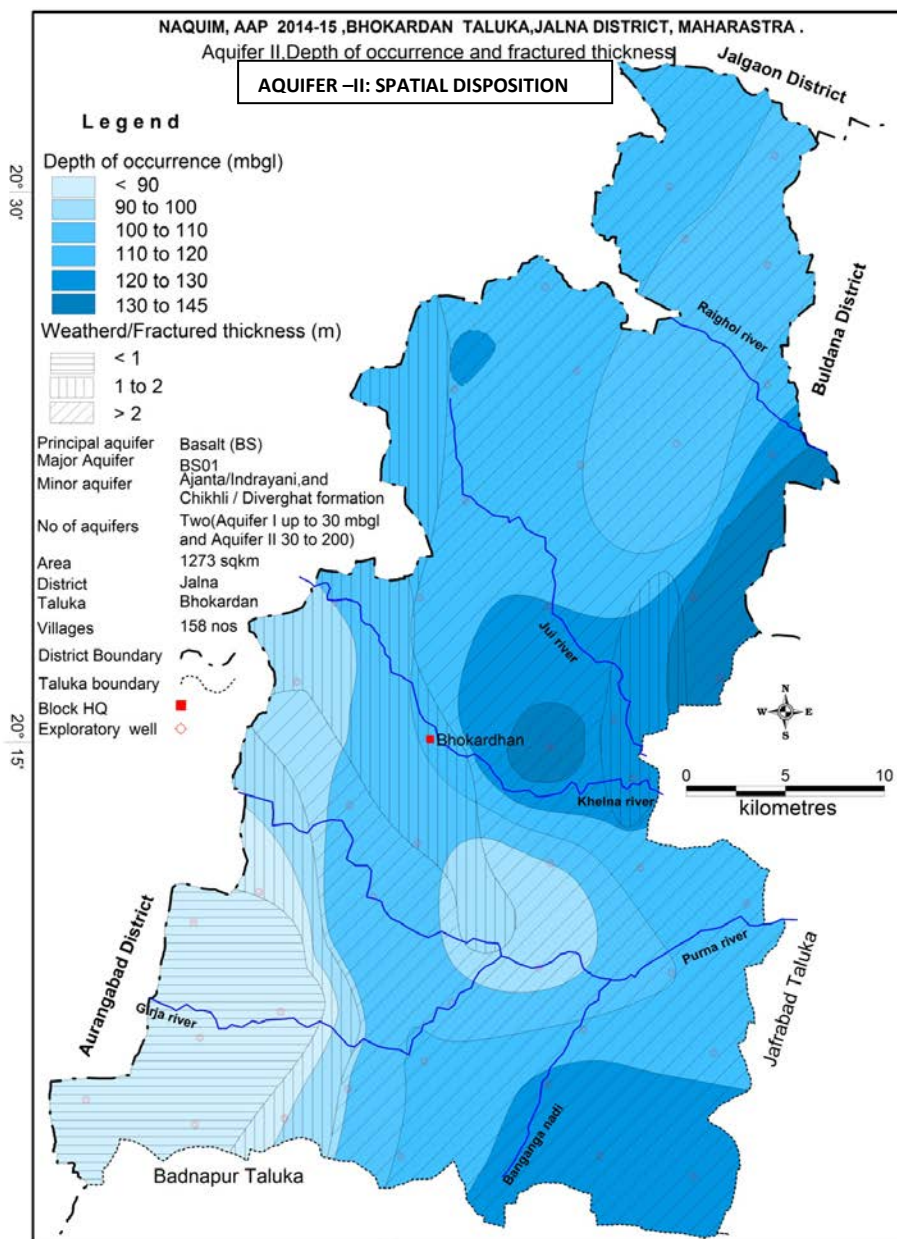 NAQUIM, AAP 2014-15 ,BHOKARDAN TALUKA,JALNA DISTRICT, MAHARASTRA .
Aquifer II,Depth of occurrence and fractured thickness
AQUIFER –II: SPATIAL DISPOSITION
Jalgaon District
Legend
Depth of occurrence (mbgl)
< 90
90 to 100
100 to 110
110 to 120
120 to 130
130 to 145
Weatherd/Fractured thickness (m)
< 1
1 to 2
> 2
Principal aquifer Basalt (BS)
Major Aquifer BS01
Minor aquifer Ajanta/Indrayani,and
Chikhli / Diverghat formation
No of aquifers Two(Aquifer I up to 30 mbgl
and Aquifer II 30 to 200)
Area 1273 sqkm
District Jalna
Taluka Bhokardan
Villages 158 nos
District Boundary
Taluka boundary
Block HQ
Exploratory well
20° 30'
20° 15'
Raighol river
Buldana District
Jui river
N
W E
S
Bhokardhan
Khelna river
0 5 10
kilometres
Aurangabad District
Purna river
Jafrabad Taluka
Girja river
Banganga nadi
Badnapur Taluka